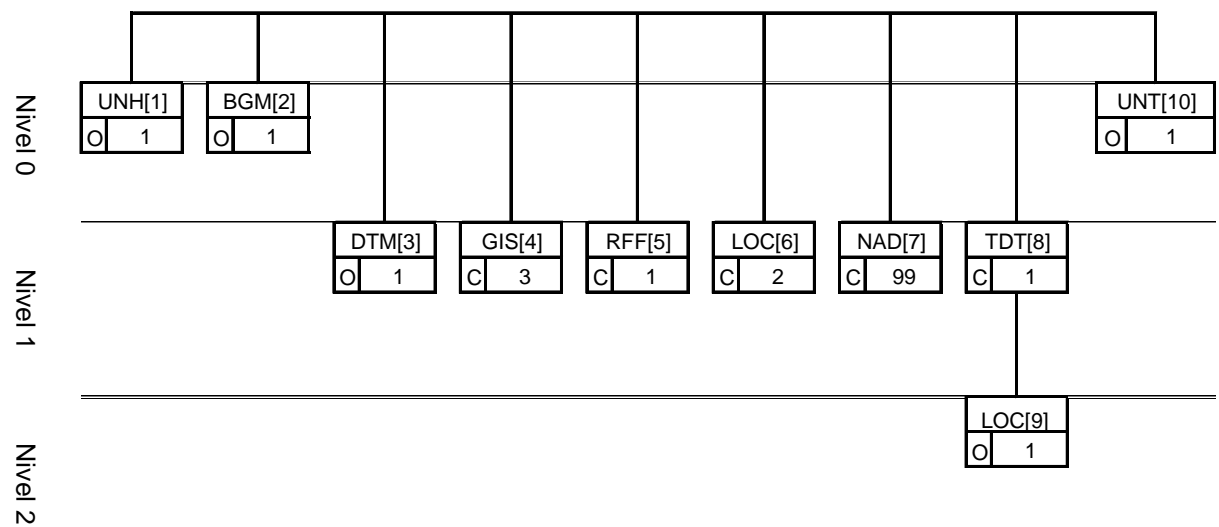 Nivel 0
UNH[1] BGM[2] UNT[10]
O 1 O 1 O 1
Nivel 1
DTM[3] GIS[4] RFF[5] LOC[6] NAD[7] TDT[8]
O 1 C 3 C 1 C 2 C 99 C 1
Nivel 2
LOC[9]
O 1